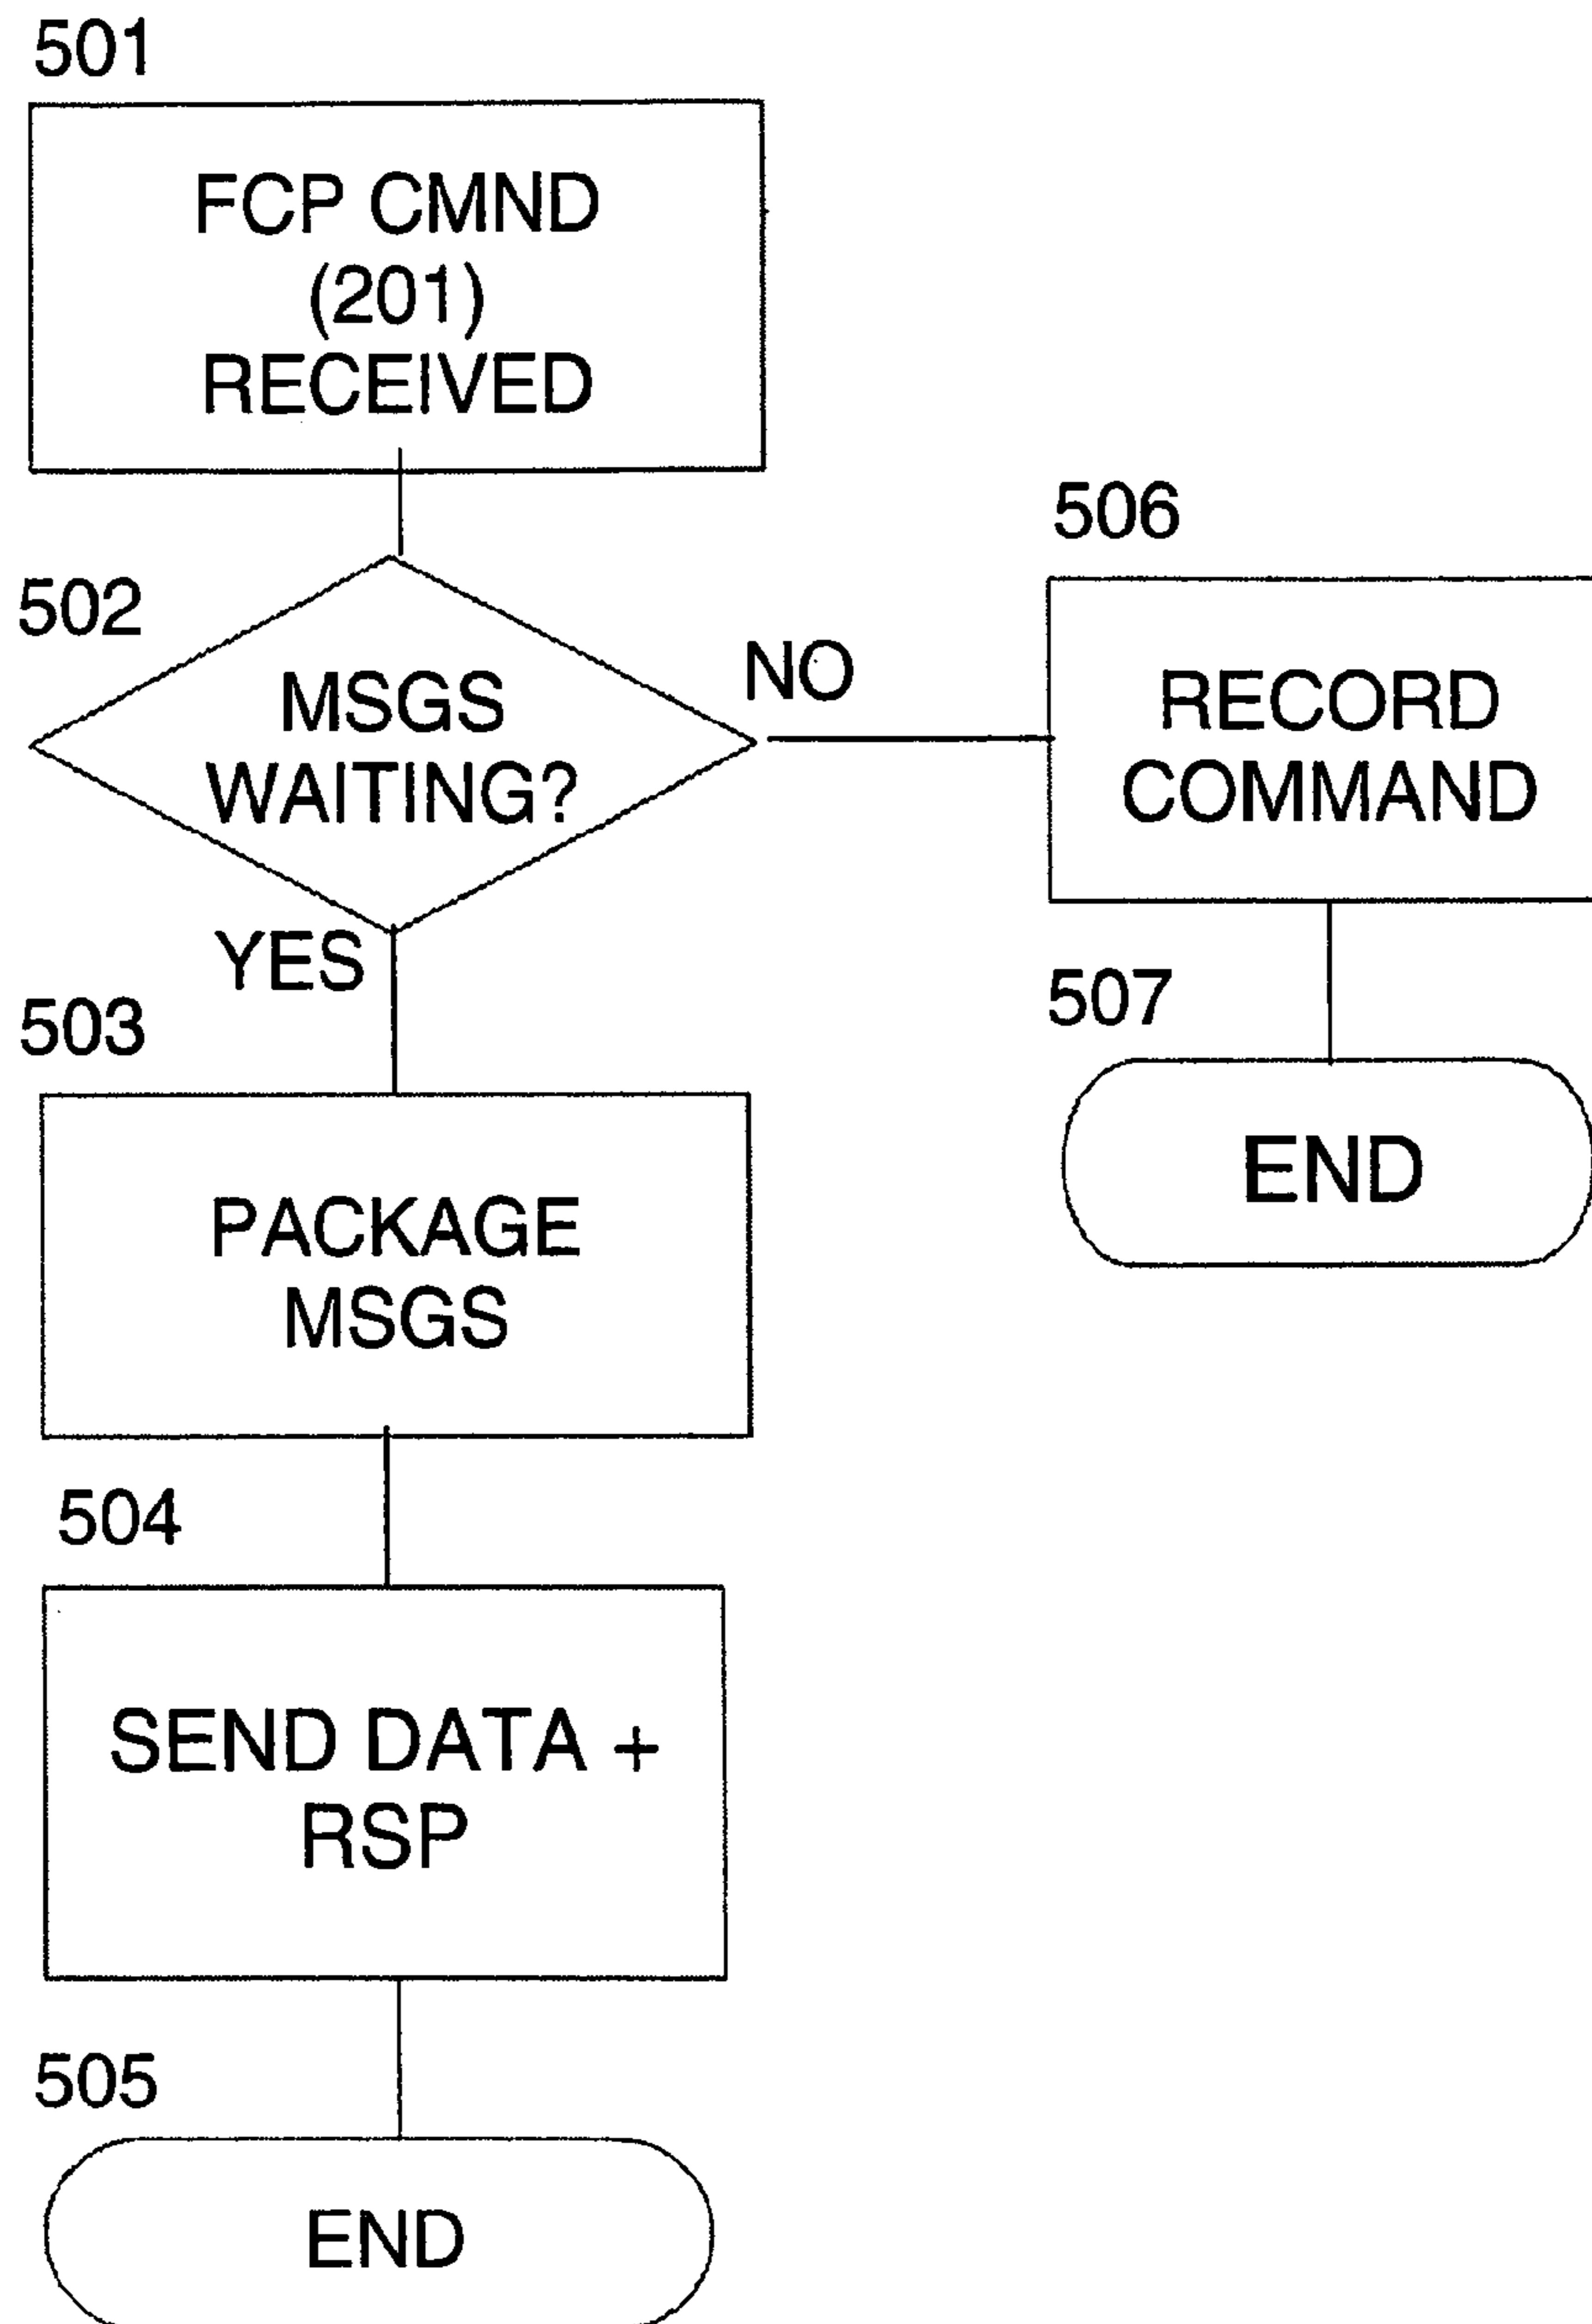 501
FCP CMND
(201)
RECEIVED
502
MSGS
WAITING?
NO
YES
506
RECORD
COMMAND
507
END
503
PACKAGE
MSGS
504
SEND DATA +
RSP
505
END